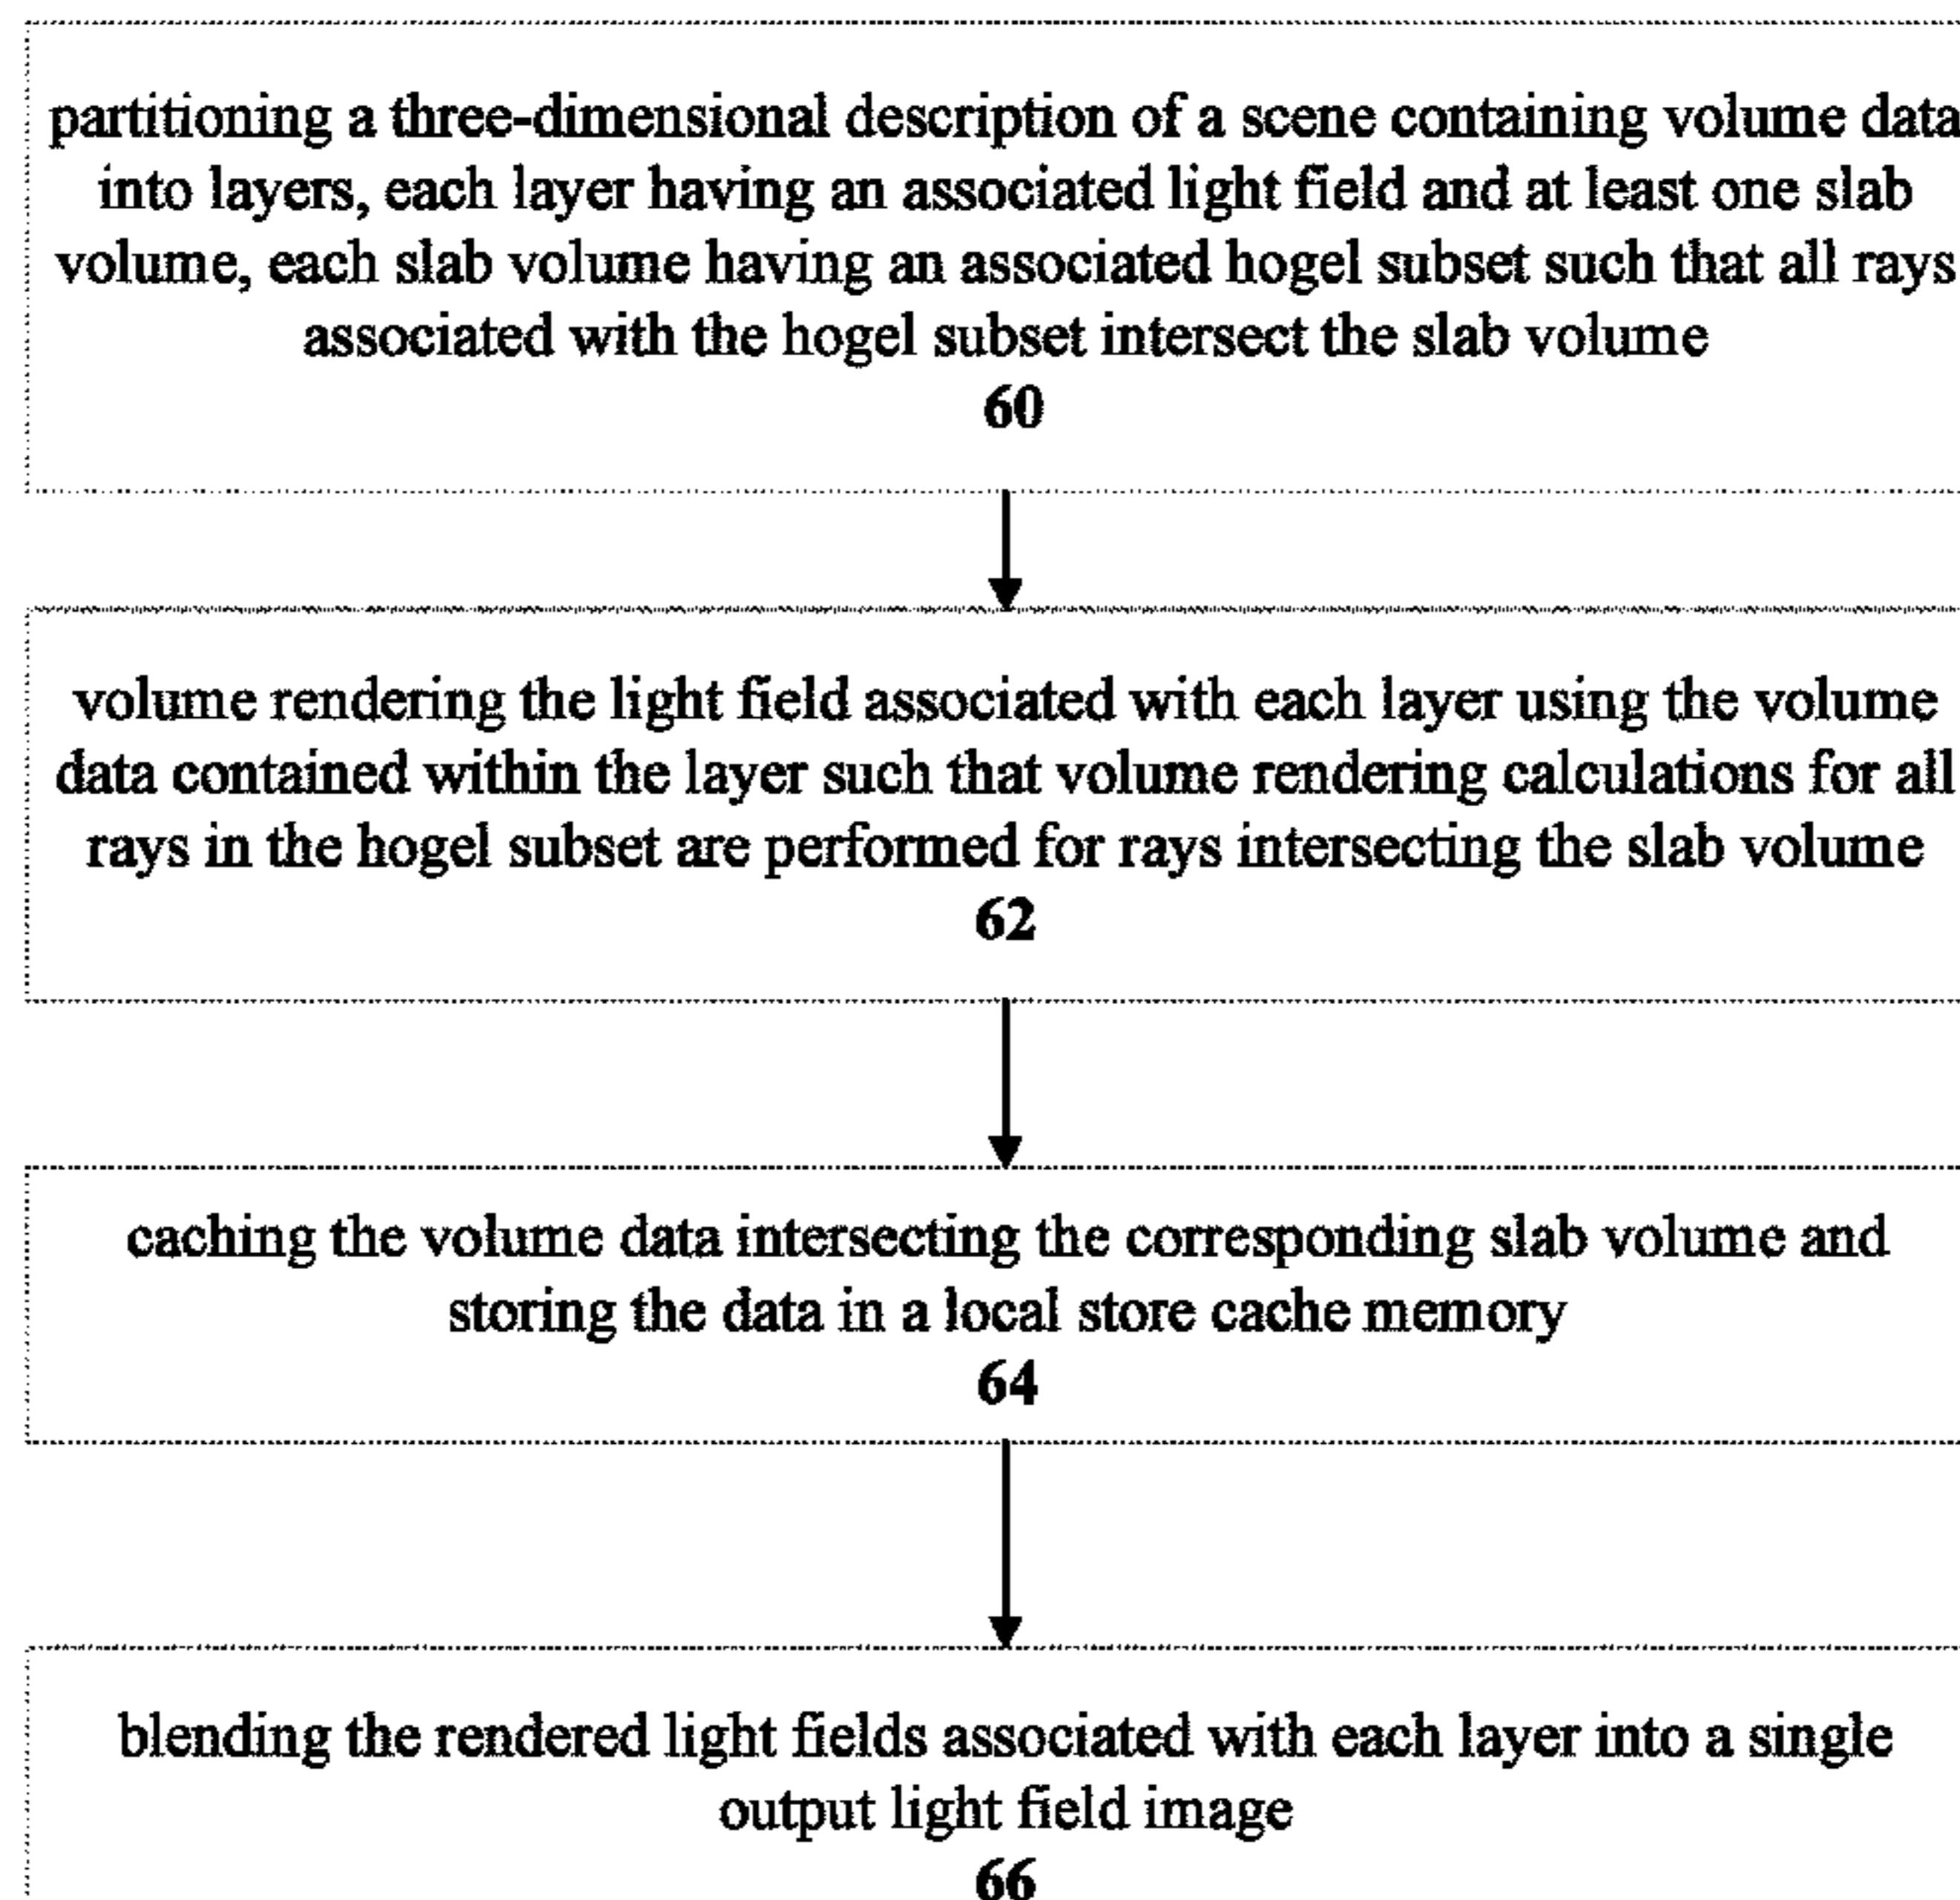 partitioning a three-dimensional description of a scene containing volume data
into layers, each layer having an associated light field and at least one slab
volume, each slab volume having an associated hogel subset such that all rays
associated with the hogel subset intersect the slab volume
60
volume rendering the light field associated with each layer using the volume
data contained within the layer such that volume rendering calculations for all
rays in the hogel subset are performed for rays intersecting the slab volume
62
caching the volume data intersecting the corresponding slab volume and
storing the data in a local store cache memory
64
blending the rendered light fields associated with each layer into a single
output light field image
66